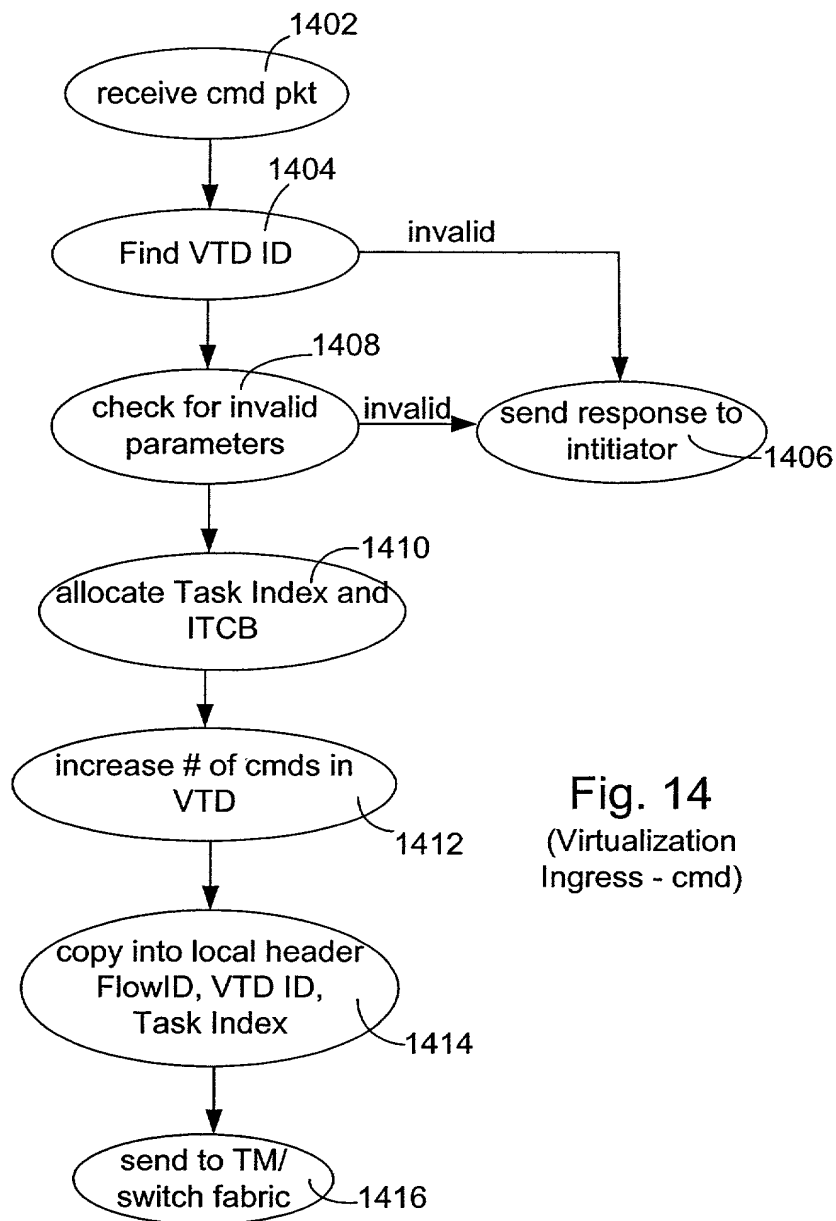 1402
receive cmd pkt
1404
Find VTD ID
invalid
1408
check for invalid
parameters
invalid
send response to
intitiator
1406
1410
allocate Task Index and
ITCB
increase # of cmds in
VTD
1412
Fig. 14
(Virtualization
Ingress - cmd)
copy into local header
FlowID, VTD ID,
Task Index
1414
send to TM/
switch fabric
1416